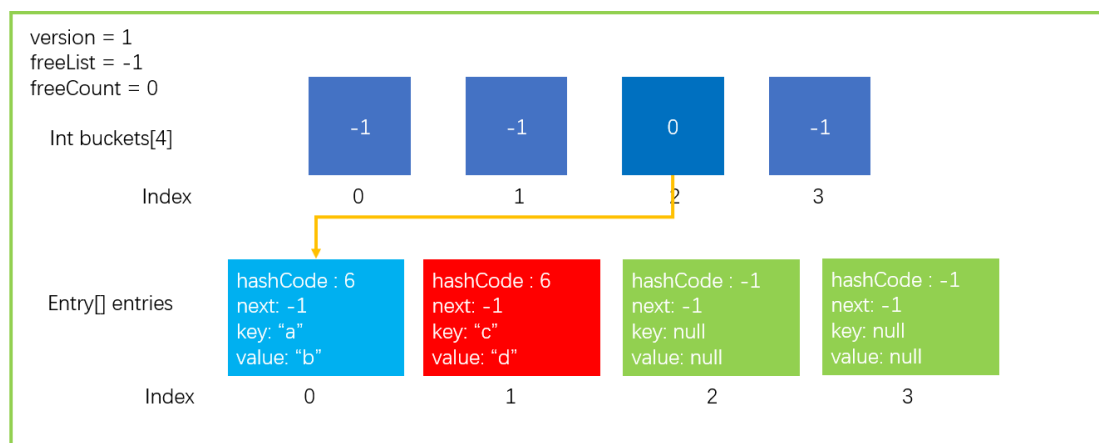 version = 1
freeList = -1
freeCount = 0
Int buckets[4]
-1 -1 0 -1
Index 0 1 2 3
Entry[] entries
hashCode : 6
next: -1
key: “a”
value: “b”
hashCode : 6
next: -1
key: “c”
value: “d”
hashCode : -1
next: -1
key: null
value: null
hashCode : -1
next: -1
key: null
value: null
Index 0 1 2 3